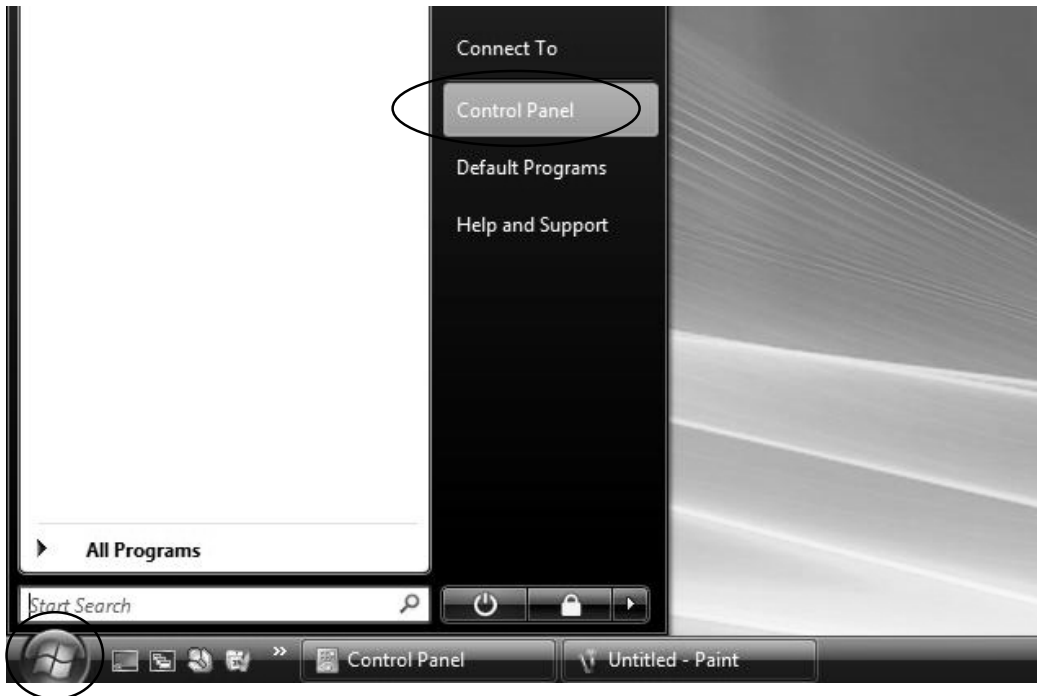 Connect To
Control Panel
Default Programs
Help and Support
All Programs
Start Search
» Control Panel Untitled - Paint